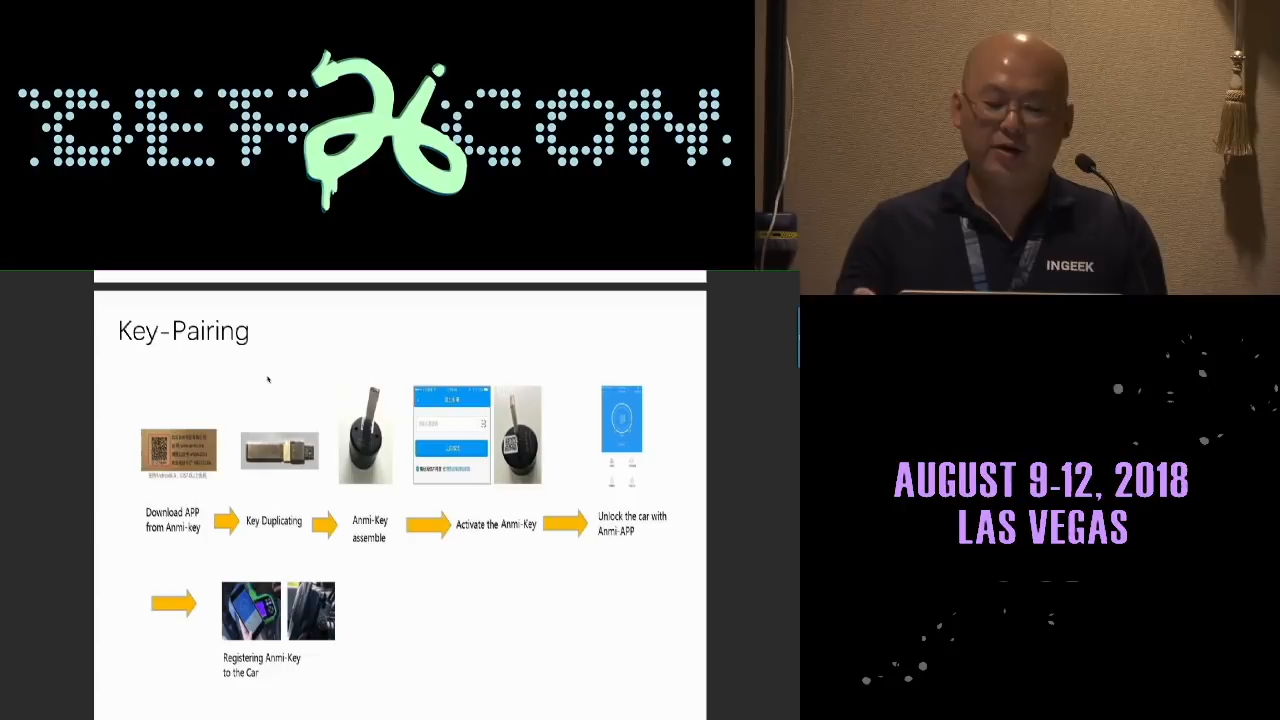 DEF 26 CON
INGEEK
Key-Pairing
Download APP
from Anmi-key
Key Duplicating
Anmi-Key
assemble
Activate the Anmi-Key
Unlock the car with
Anmi-APP
Registering Anmi-Key
to the Car
AUGUST 9-12, 2018
LAS VEGAS